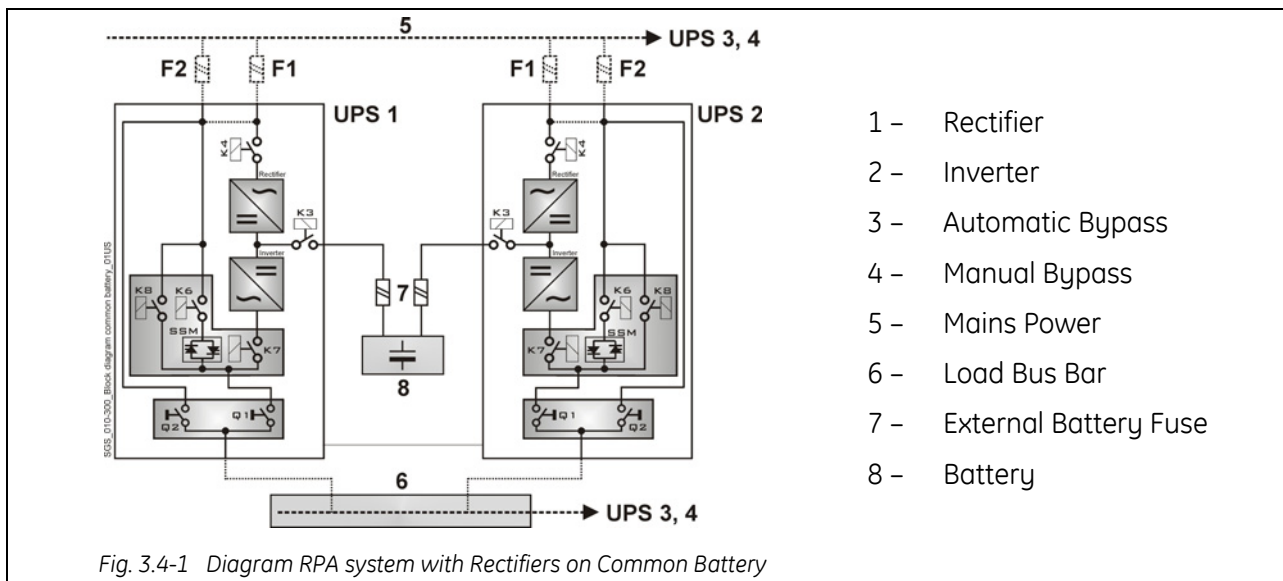 5
UPS 3, 4
F2 F1 F1 F2
UPS 1 UPS 2
K4 K4
Rectifier Rectifier
K3 K3
Inverter Inverter
K8 K6 K6 K8
SSM SSM
7
K7 K7
8
Q2 Q1 Q1 Q2
SGS_010-300_Block diagram common battery_01US
6
UPS 3, 4
1 – Rectifier
2 – Inverter
3 – Automatic Bypass
4 – Manual Bypass
5 – Mains Power
6 – Load Bus Bar
7 – External Battery Fuse
8 – Battery
Fig. 3.4-1 Diagram RPA system with Rectifiers on Common Battery